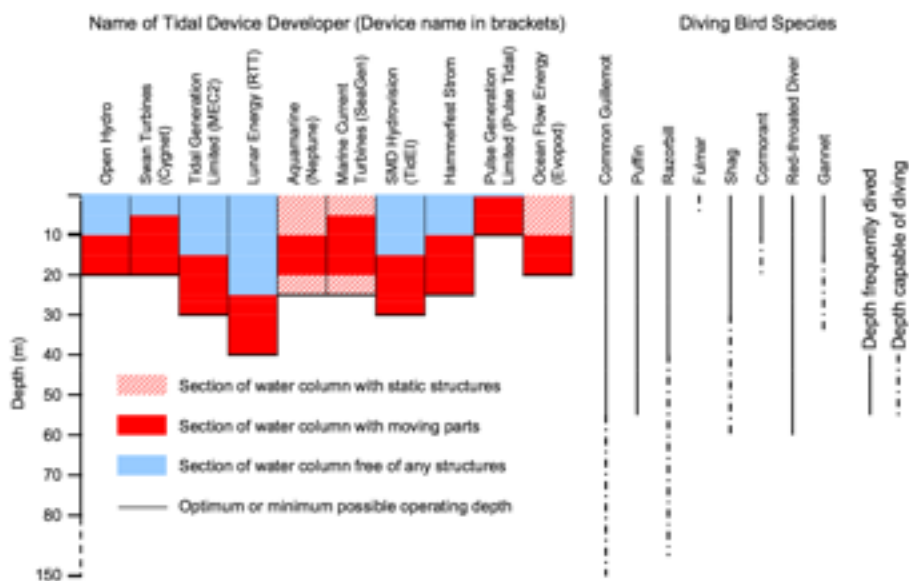 Name of Tidal Device Developer (Device name in brackets)
Diving Bird Species
Open Hydro
Swan Turbines
(Cygnet)
Tidal Generation
Limited (MEC2)
Lunar Energy (RTT)
Aquamarine
(Neptune)
Marine Current
Turbines (SeaGen)
SMD Hydrovision
(TidEl)
Hammerfest Strom
Pulse Generation
Limited (Pulse Tidal)
Ocean Flow Energy
(Evopod)
Common Guillemot
Puffin
Razorbill
Fulmar
Shag
Cormorant
Red-throated Diver
Gannet
Depth frequently dived
Depth capable of diving
Depth (m)
10
20
30
40
50
60
80
150
Section of water column with static structures
Section of water column with moving parts
Section of water column free of any structures
Optimum or minimum possible operating depth